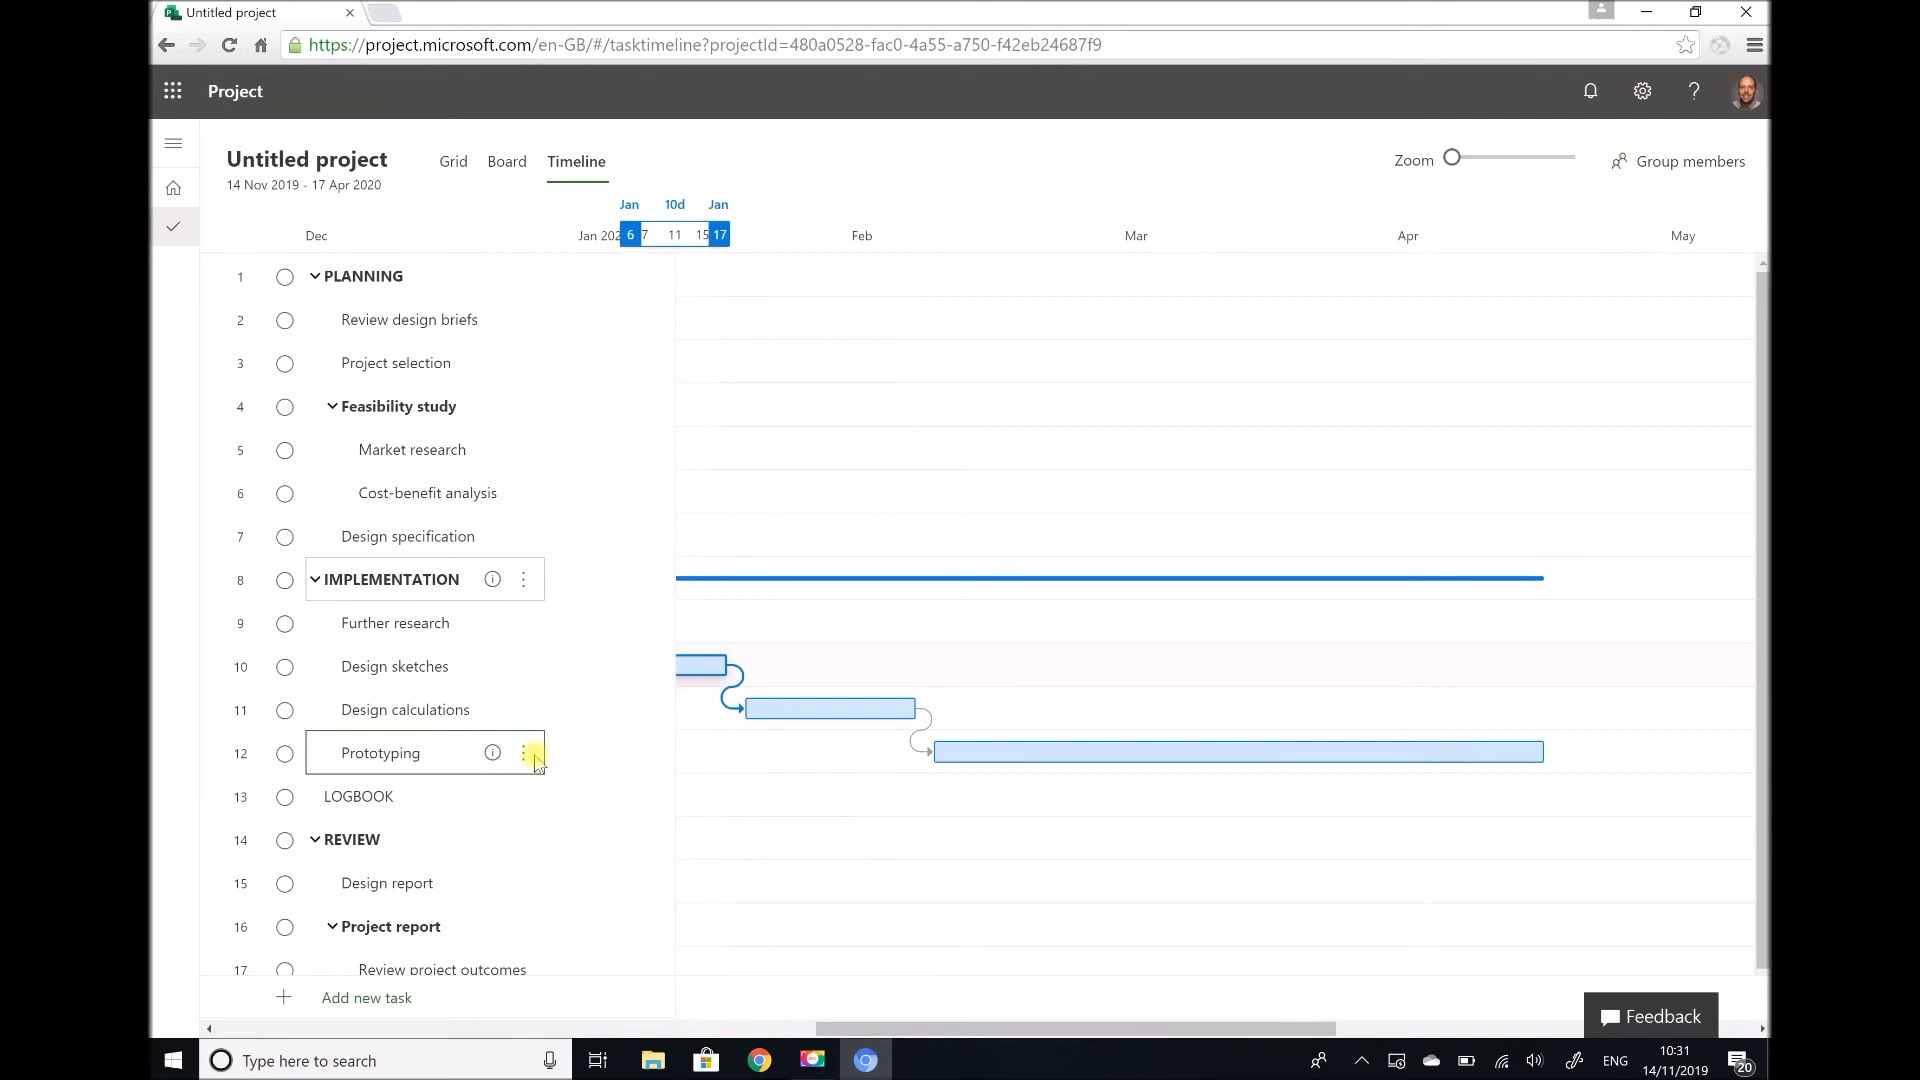 Untitled project
https://project.microsoft.com/en-GB/#/tasktimeline?projectId=480a0528-fac0-4a55-a750-f42eb24687f9
Project
Untitled project
Grid Board Timeline
Zoom
Group members
14 Nov 2019 - 17 Apr 2020
Jan 10d Jan
Dec Jan 202 6 7 11 15 17 Feb Mar Apr May
1 PLANNING
2 Review design briefs
3 Project selection
4 Feasibility study
5 Market research
6 Cost-benefit analysis
7 Design specification
8 IMPLEMENTATION
9 Further research
10 Design sketches
11 Design calculations
12 Prototyping
13 LOGBOOK
14 REVIEW
15 Design report
16 Project report
17 Review project outcomes
Add new task
Feedback
Type here to search
ENG
10:31
14/11/2019
20